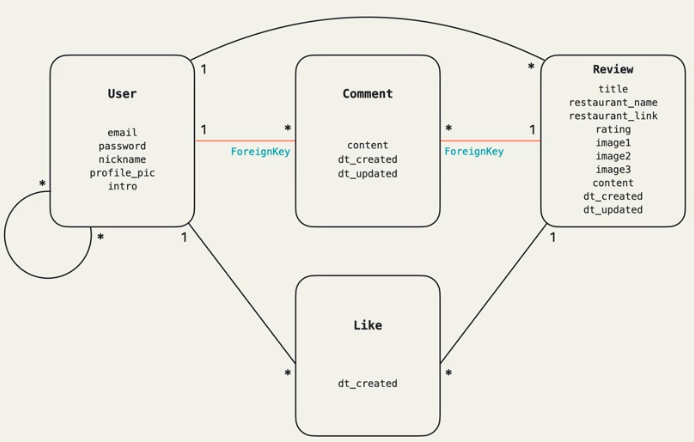 User
email
password
nickname
profile_pic
intro
1
*
1
*
ForeignKey
Comment
content
dt_created
dt_updated
*
1
ForeignKey
Review
title
restaurant_name
restaurant_link
rating
image1
image2
image3
content
dt_created
dt_updated
*
*
1
1
Like
dt_created
*
*